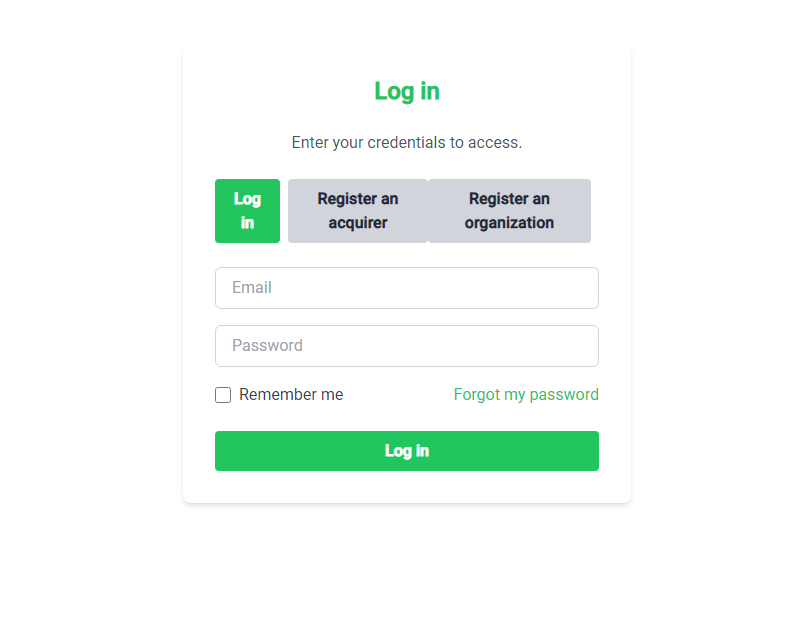 Log in
Enter your credentials to access.
Log
in
Register an
acquirer
Register an
organization
Email
Password
Remember me
Forgot my password
Log in